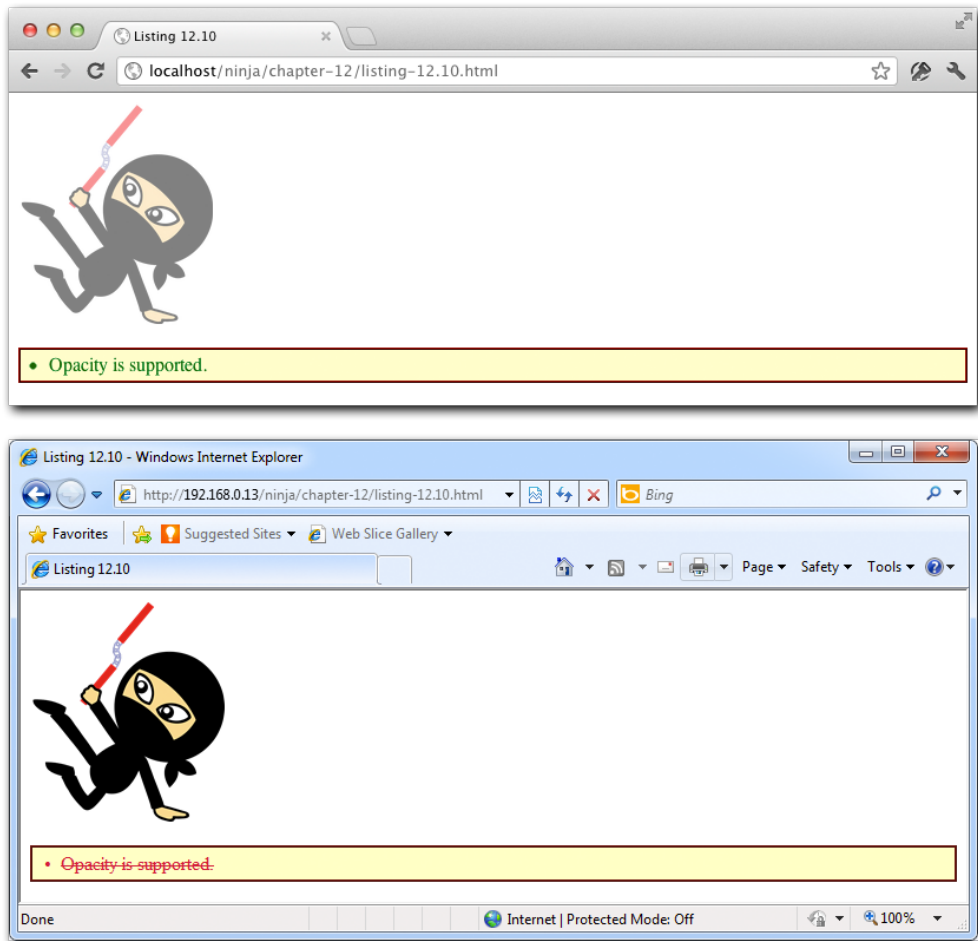 Listing 12.10
localhost/ninja/chapter-12/listing-12.10.html
• Opacity is supported.
Listing 12.10 - Windows Internet Explorer
http://192.168.0.13/ninja/chapter-12/listing-12.10.html
Bing
Favorites Suggested Sites Web Slice Gallery
Listing 12.10 Page Safety Tools
• Opacity is supported.
Done Internet | Protected Mode: Off 100%